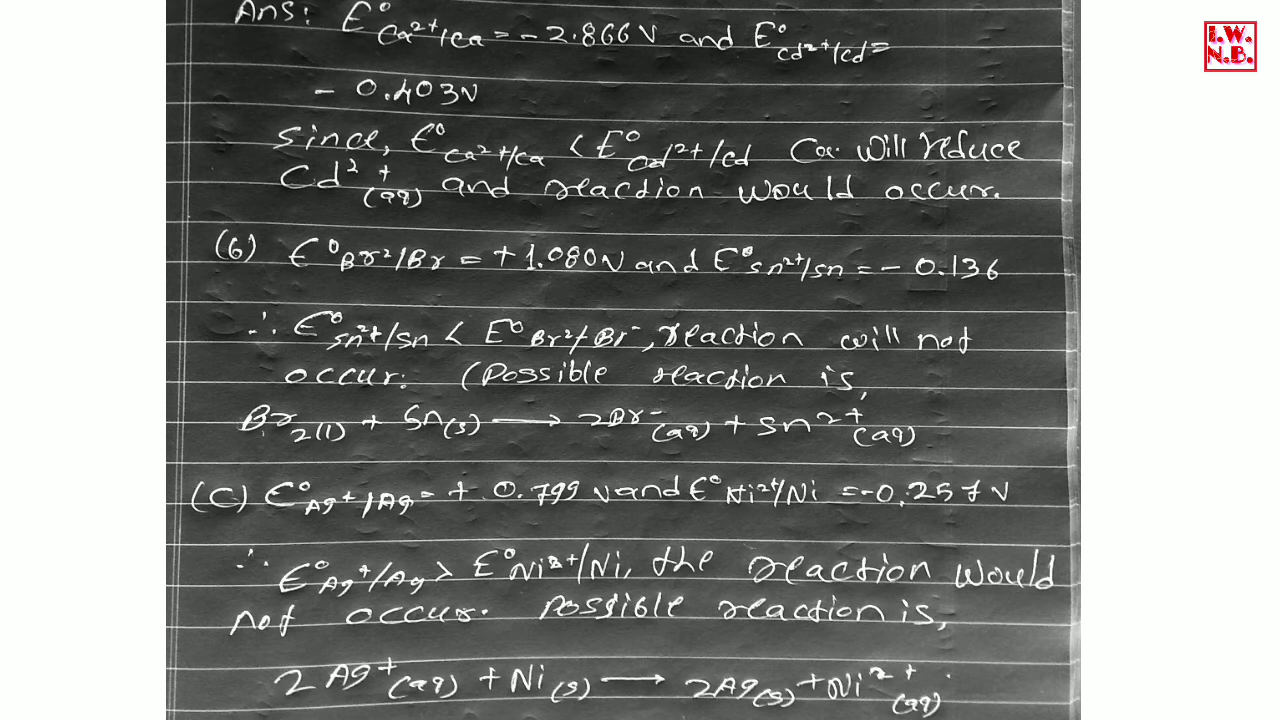 Ans: E°Ca²⁺/Ca = -2.866 V and E°Cd²⁺/Cd =
- 0.403V
Since, E°Ca²⁺/Ca < E°Cd²⁺/Cd Ca will reduce
Cd²⁺(aq) and reaction would occur.
(6) E°Br²/Br = +1.080V and E°Sn²⁺/Sn = - 0.136
∴ E°Sn²⁺/Sn < E°Br²/Br⁻, reaction will not
occur. (Possible reaction is,
Br2(l) + Sn(s) ⟶ 2Br⁻(aq) + Sn²⁺(aq)
(C) E°Ag⁺/Ag = + 0.799 V and E°Ni²⁺/Ni = -0.257 V
∴ E°Ag⁺/Ag > E°Ni²⁺/Ni, the reaction would
not occur. Possible reaction is,
2Ag⁺(aq) + Ni(s) ⟶ 2Ag(s) + Ni²⁺(aq).
I.W.
N.B.